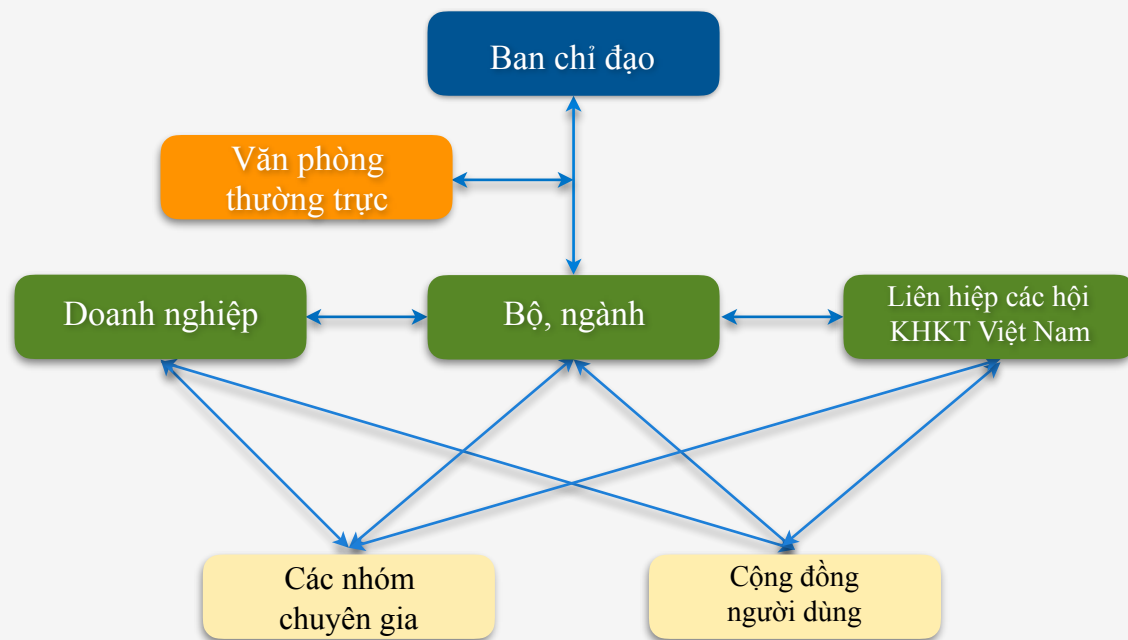 Ban chỉ đạo
Văn phòng
thường trực
Doanh nghiệp
Bộ, ngành
Liên hiệp các hội
KHKT Việt Nam
Các nhóm
chuyên gia
Cộng đồng
người dùng